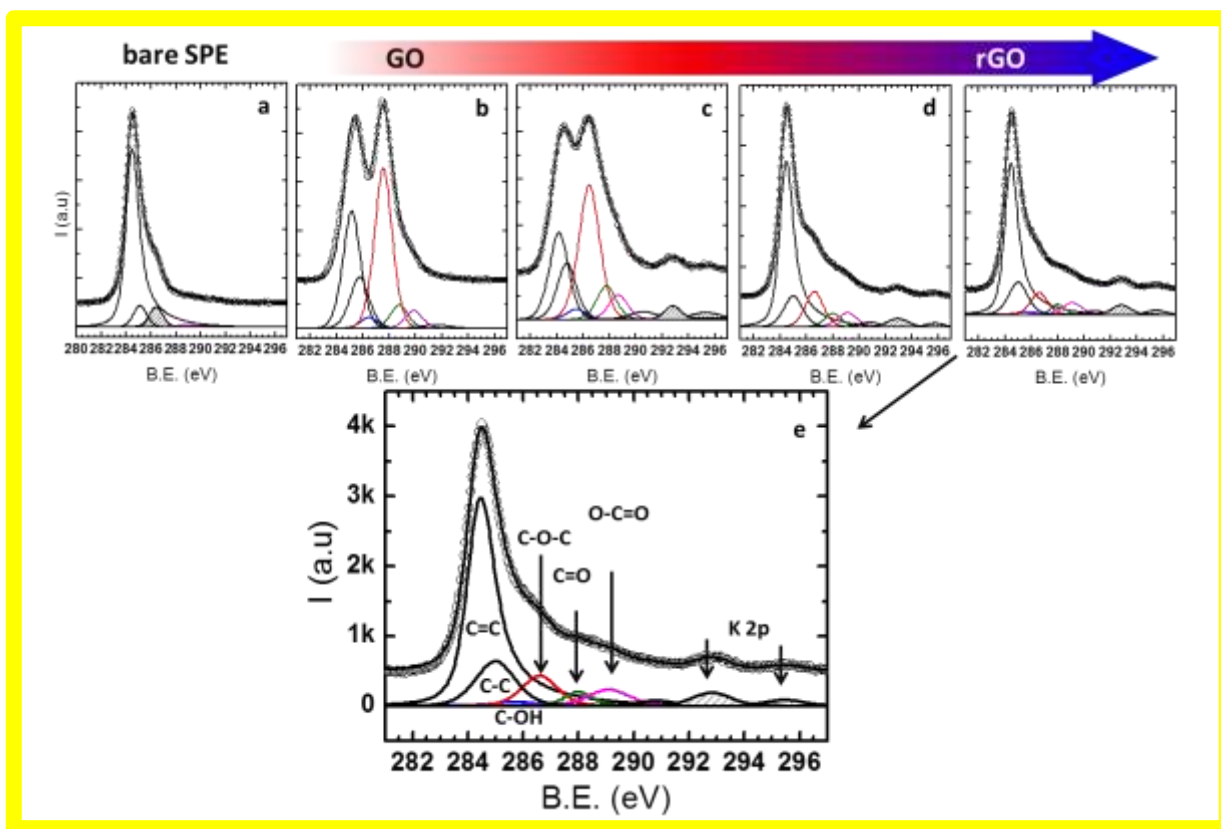 bare SPE
GO
rGO
a
b
c
d
I (a.u)
280 282 284 286 288 290 292 294 296
282 284 286 288 290 292 294 296
282 284 286 288 290 292 294 296
282 284 286 288 290 292 294 296
282 284 286 288 290 292 294 296
B.E. (eV)
B.E. (eV)
B.E. (eV)
B.E. (eV)
B.E. (eV)
e
4k
3k
2k
1k
0
I (a.u)
O-C=O
C-O-C
C=O
K 2p
C=C
C-C
C-OH
282 284 286 288 290 292 294 296
B.E. (eV)